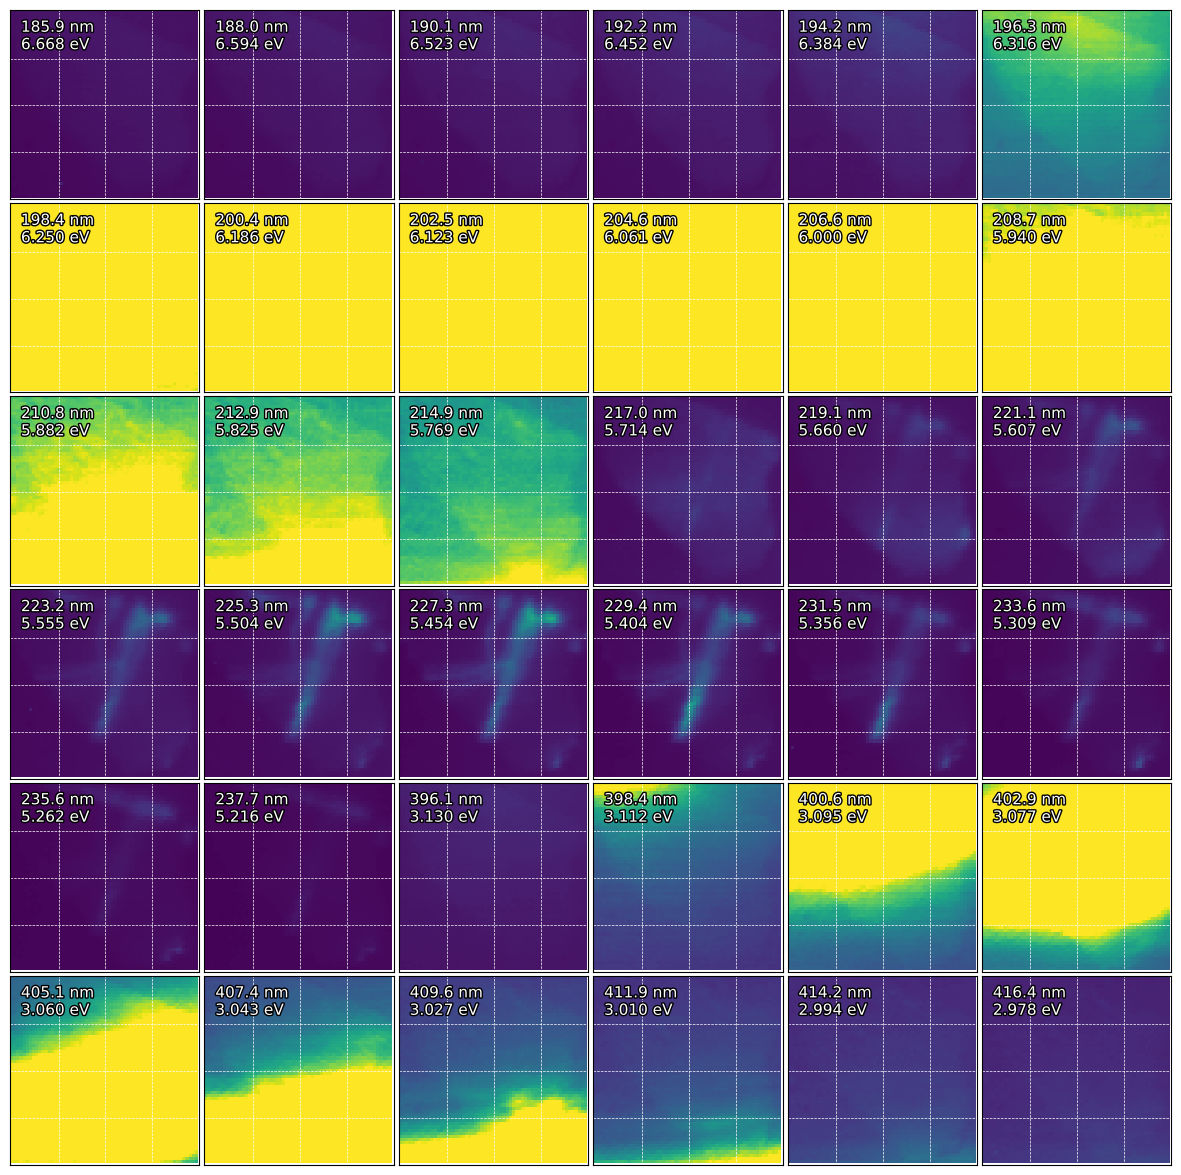 185.9 nm
6.668 eV
188.0 nm
6.594 eV
190.1 nm
6.523 eV
192.2 nm
6.452 eV
194.2 nm
6.384 eV
196.3 nm
6.316 eV
198.4 nm
6.250 eV
200.4 nm
6.186 eV
202.5 nm
6.123 eV
204.6 nm
6.061 eV
206.6 nm
6.000 eV
208.7 nm
5.940 eV
210.8 nm
5.882 eV
212.9 nm
5.825 eV
214.9 nm
5.769 eV
217.0 nm
5.714 eV
219.1 nm
5.660 eV
221.1 nm
5.607 eV
223.2 nm
5.555 eV
225.3 nm
5.504 eV
227.3 nm
5.454 eV
229.4 nm
5.404 eV
231.5 nm
5.356 eV
233.6 nm
5.309 eV
235.6 nm
5.262 eV
237.7 nm
5.216 eV
396.1 nm
3.130 eV
398.4 nm
3.112 eV
400.6 nm
3.095 eV
402.9 nm
3.077 eV
405.1 nm
3.060 eV
407.4 nm
3.043 eV
409.6 nm
3.027 eV
411.9 nm
3.010 eV
414.2 nm
2.994 eV
416.4 nm
2.978 eV